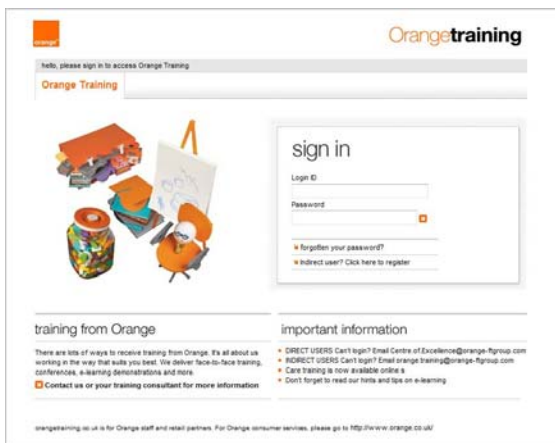 orange
Orangetraining
hello, please sign in to access Orange Training
Orange Training
sign in
Login ID
Password
forgotten your password?
Indirect user? Click here to register
training from Orange
There are lots of ways to receive training from Orange. It's all about us
working in the way that suits you best. We deliver face-to-face training,
conferences, e-learning demonstrations and more.
Contact us or your training consultant for more information
important information
DIRECT USERS Can't login? Email Centre.of.Excellence@orange-ftgroup.com
INDIRECT USERS Can't login? Email orange.training@orange-ftgroup.com
Care training is now available online s
Don't forget to read our hints and tips on e-learning
orangetraining.co.uk is for Orange staff and retail partners. For Orange consumer services, please go to http://www.orange.co.uk/